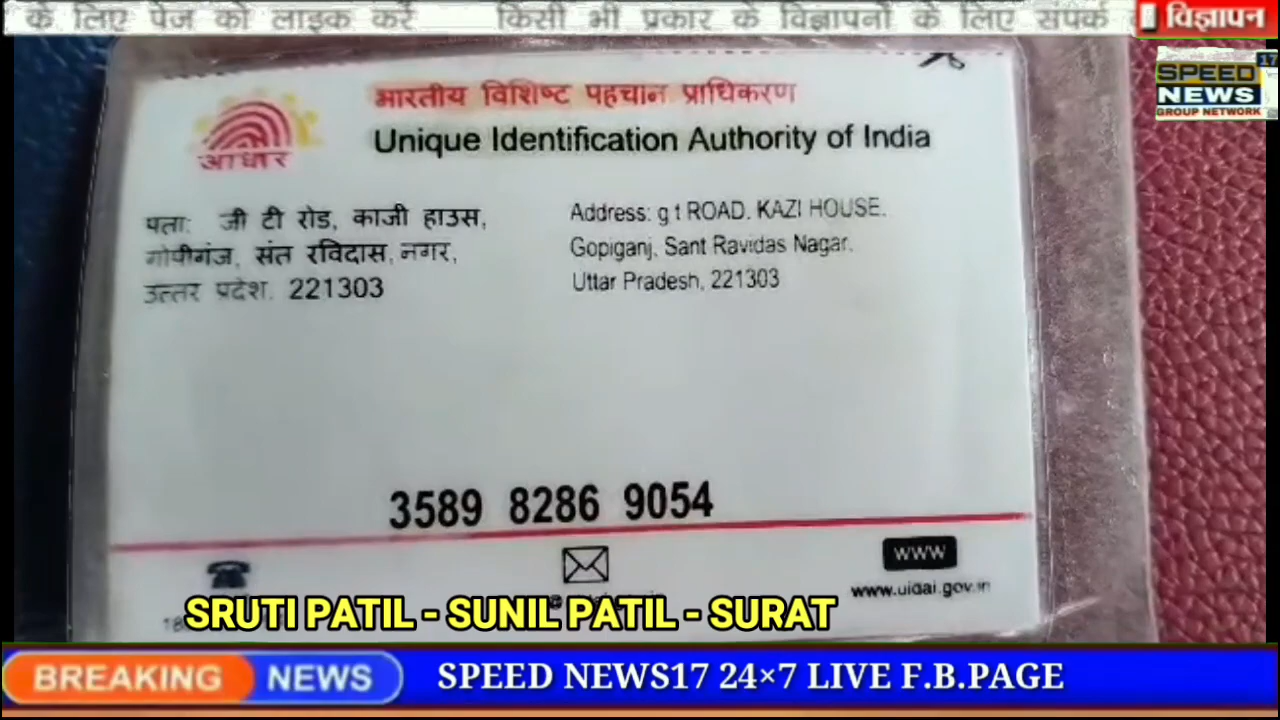 के लिए पेज को लाइक करें किसी भी प्रकार के विज्ञापनों के लिए संपर्क
विज्ञापन
SPEED 17
NEWS
GROUP NETWORK
आधार
भारतीय विशिष्ट पहचान प्राधिकरण
Unique Identification Authority of India
पता: जी टी रोड, काजी हाउस,
गोपीगंज, संत रविदास, नगर,
उत्तर प्रदेश. 221303
Address: g t ROAD. KAZI HOUSE.
Gopiganj, Sant Ravidas Nagar.
Uttar Pradesh, 221303
3589 8286 9054
WWW
www.uidai.gov.in
SRUTI PATIL - SUNIL PATIL - SURAT
BREAKING NEWS
SPEED NEWS17 24×7 LIVE F.B.PAGE